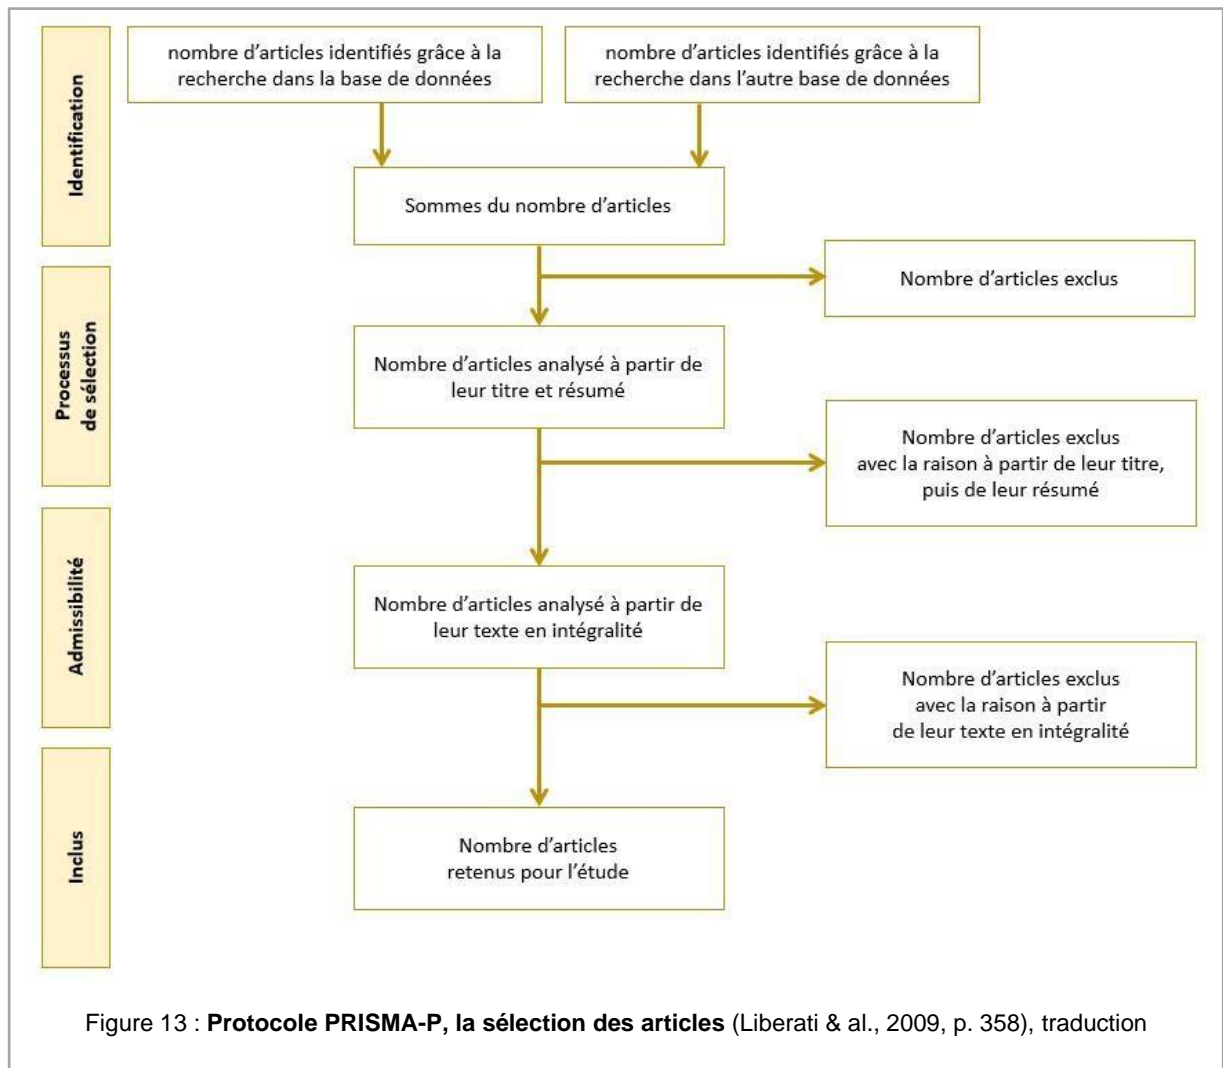 Identification
nombre d'articles identifiés grâce à la
recherche dans la base de données
nombre d'articles identifiés grâce à la
recherche dans l'autre base de données
Sommes du nombre d'articles
Nombre d'articles exclus
Processus
de sélection
Nombre d'articles analysé à partir de
leur titre et résumé
Nombre d'articles exclus
avec la raison à partir de leur titre,
puis de leur résumé
Admissibilité
Nombre d'articles analysé à partir de
leur texte en intégralité
Nombre d'articles exclus
avec la raison à partir
de leur texte en intégralité
Inclus
Nombre d'articles
retenus pour l'étude
Figure 13 : Protocole PRISMA-P, la sélection des articles (Liberati & al., 2009, p. 358), traduction